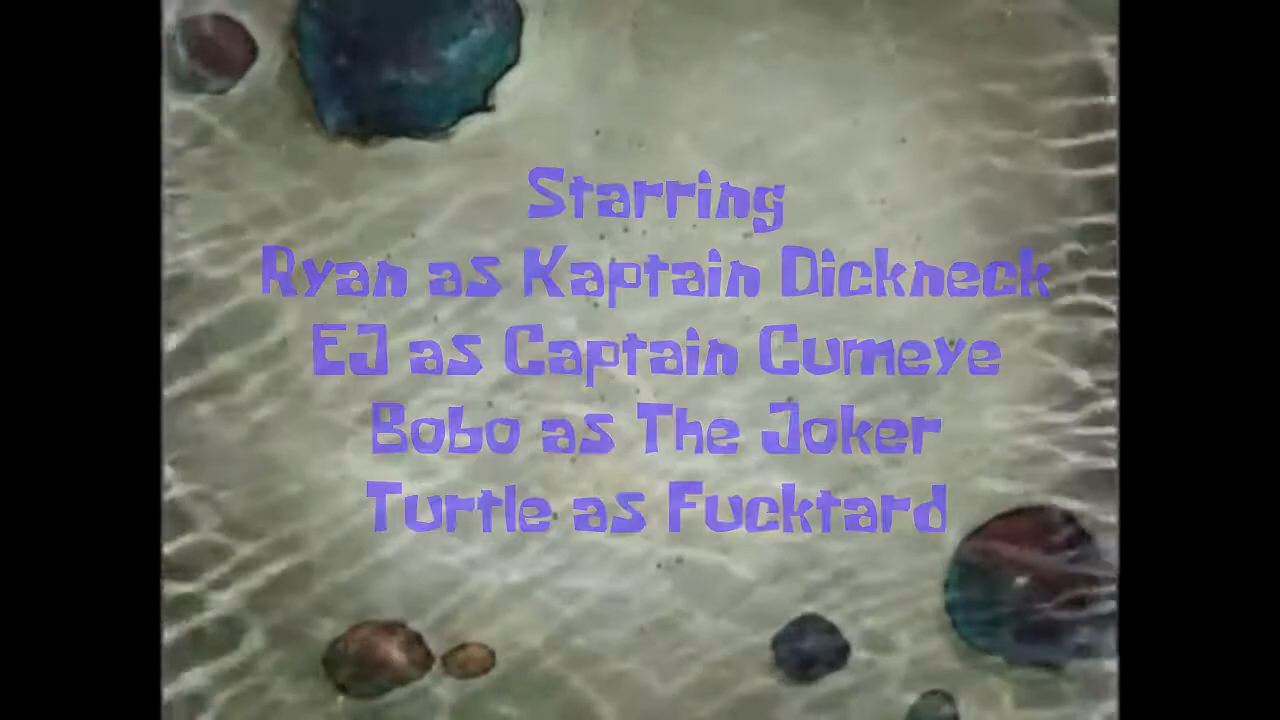 Starring
Ryan as Kaptain Dickneck
EJ as Captain Cumeye
Bobo as The Joker
Turtle as Fucktard